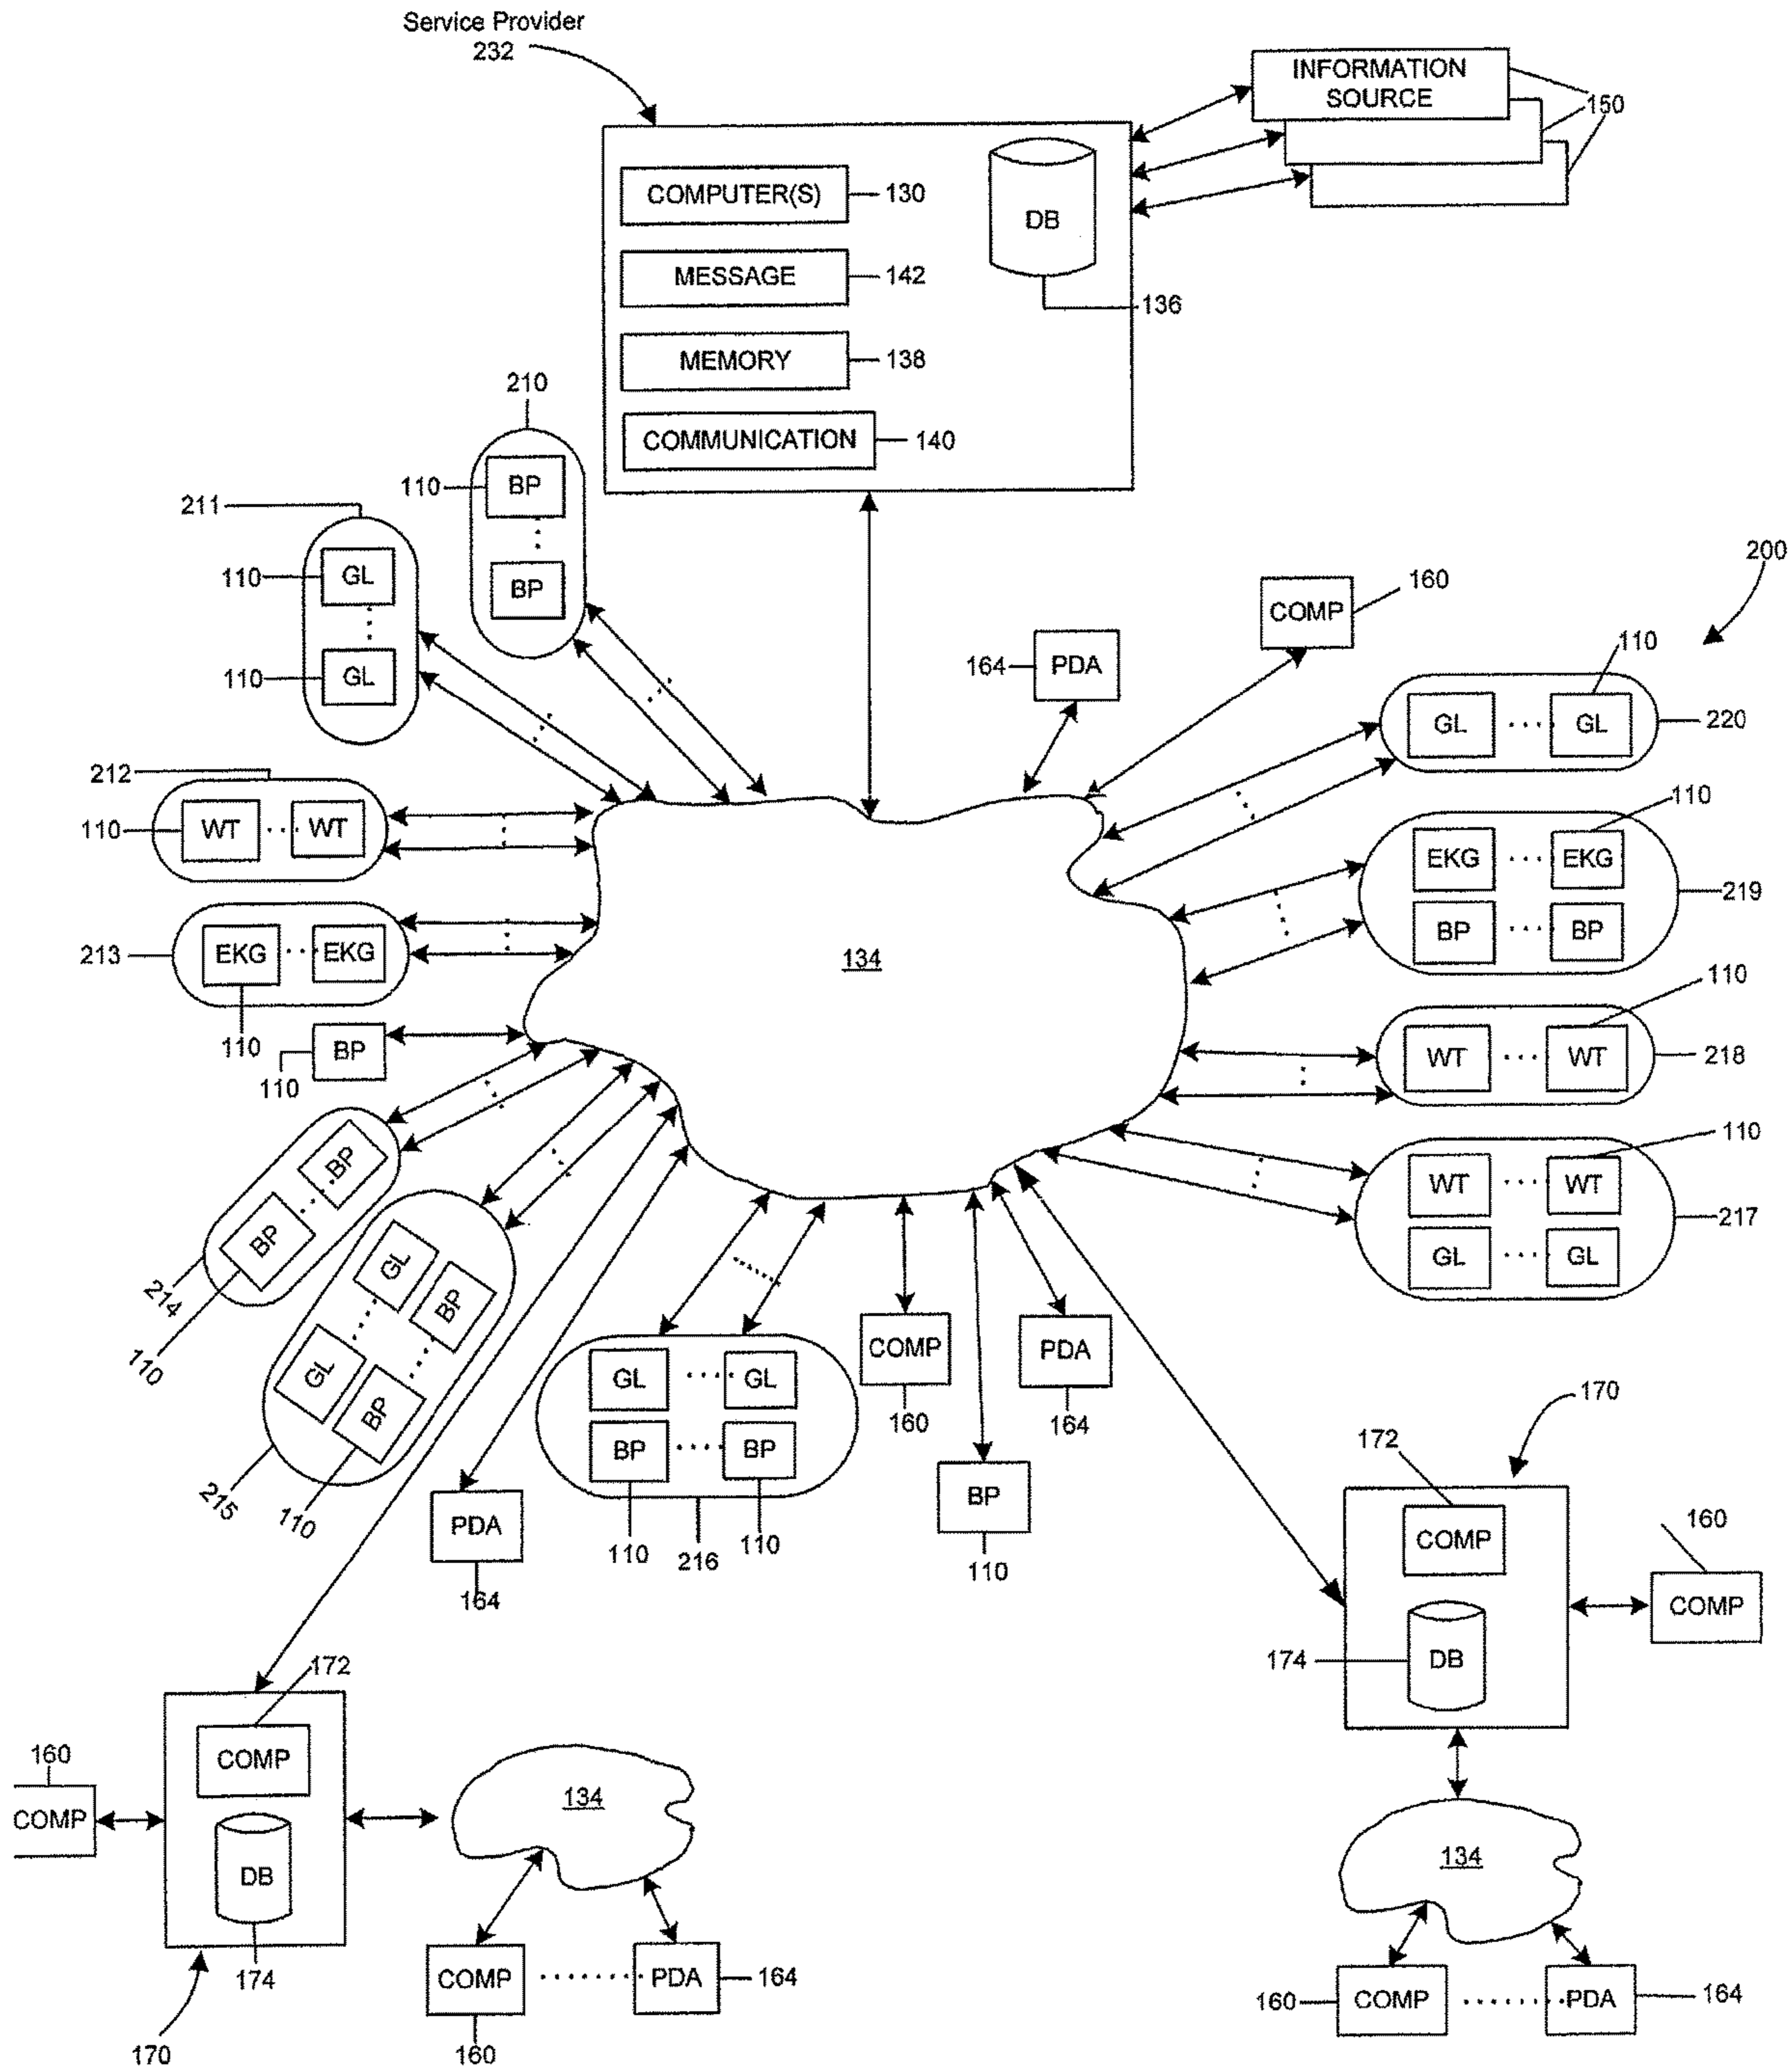 Service Provider
232
INFORMATION
SOURCE
150
COMPUTER(S)
130
DB
MESSAGE
142
136
MEMORY
138
COMMUNICATION
140
210
110
BP
BP
211
110
GL
110
GL
200
160
COMP
164
PDA
110
GL
GL
220
212
110
WT
WT
110
EKG
EKG
219
BP
BP
213
EKG
EKG
110
134
110
BP
110
WT
WT
218
110
WT
WT
217
GL
GL
BP
BP
214
110
GL
BP
GL
BP
215
110
GL
GL
BP
BP
110
216
110
COMP
160
PDA
164
BP
110
PDA
164
170
172
COMP
160
COMP
174
DB
172
COMP
160
COMP
DB
174
170
134
COMP
PDA
164
160
134
160
COMP
PDA
164